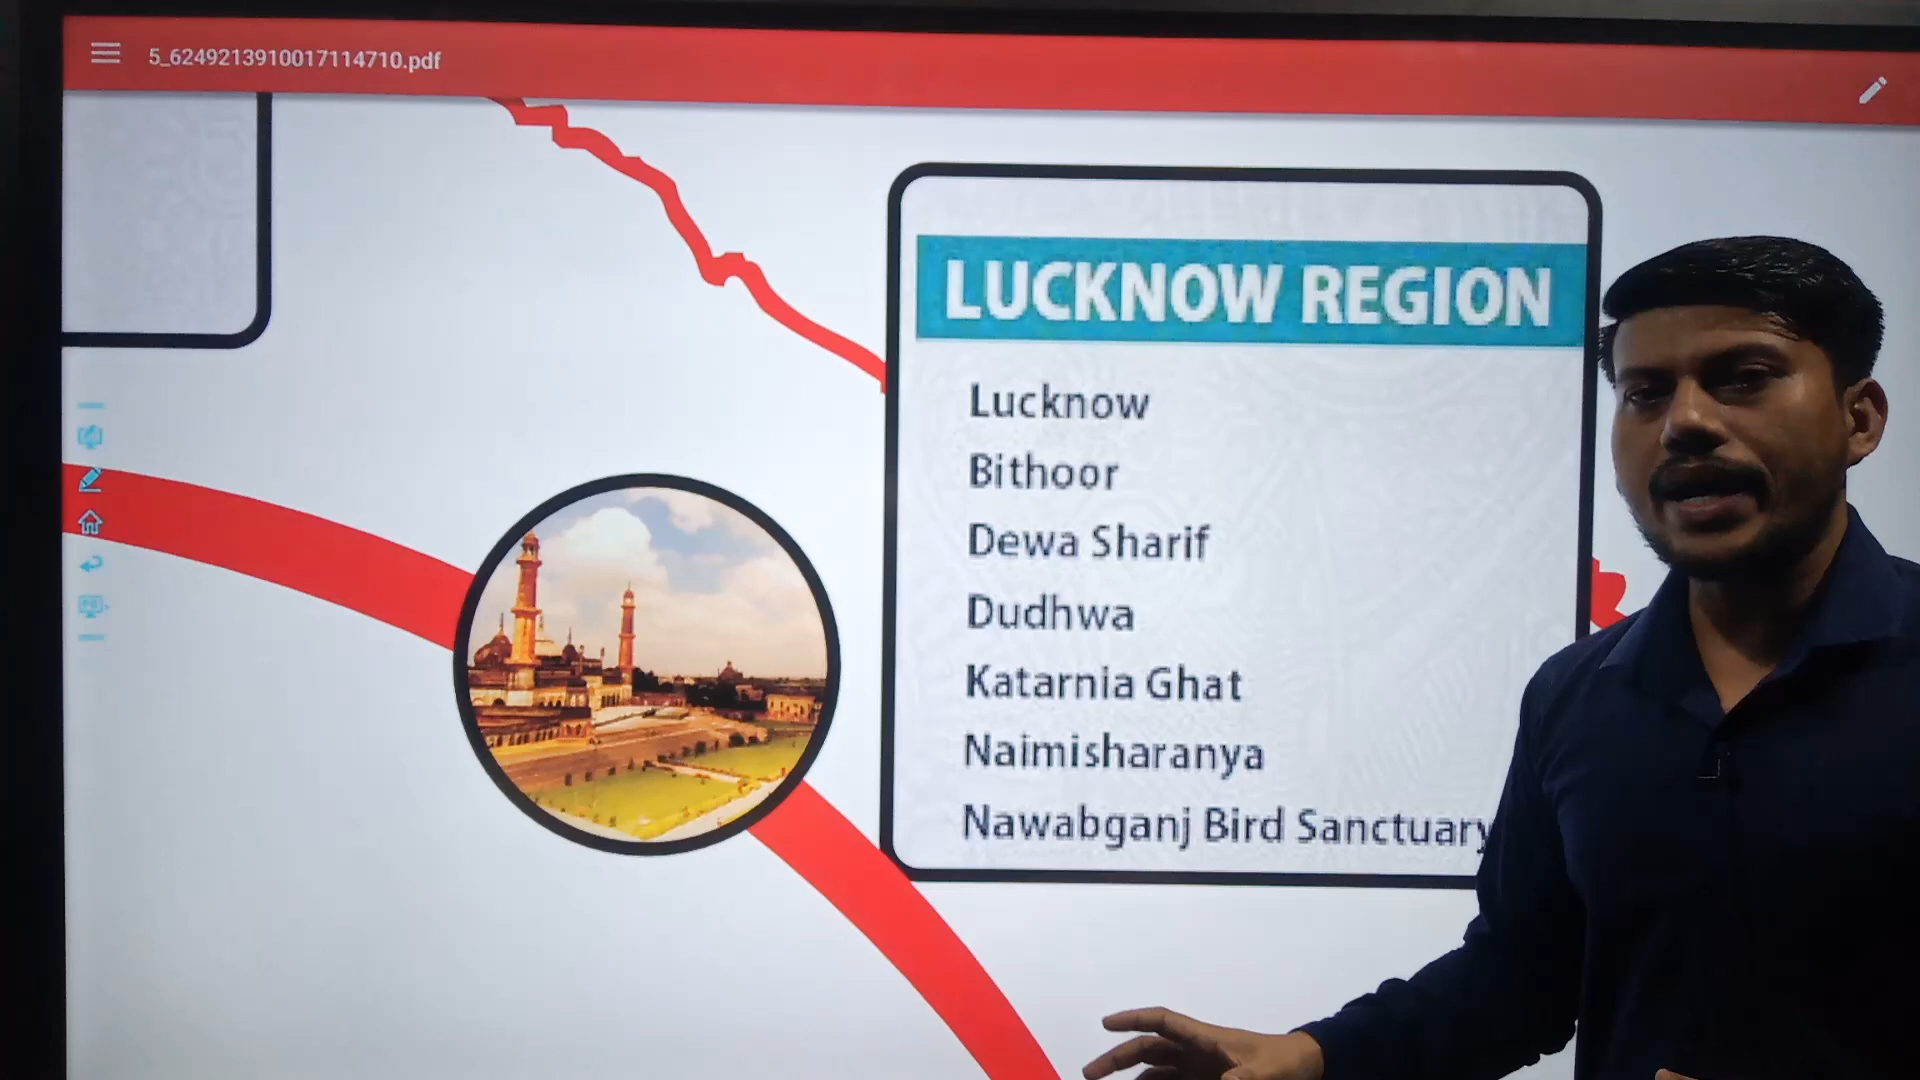 5_6249213910017114710.pdf
LUCKNOW REGION
Lucknow
Bithoor
Dewa Sharif
Dudhwa
Katarnia Ghat
Naimisharanya
Nawabganj Bird Sanctuary